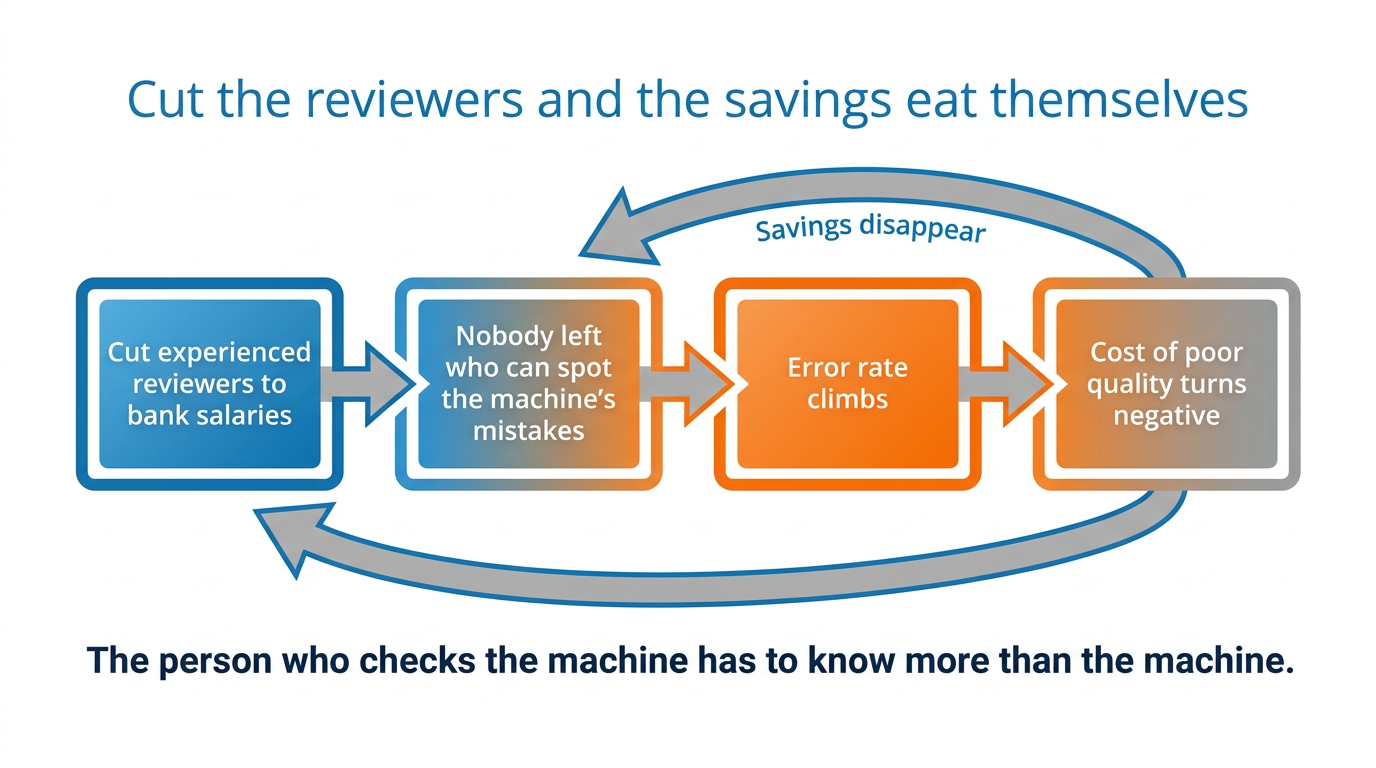 Cut the reviewers and the savings eat themselves
Savings disappear
Cut experienced
reviewers to
bank salaries
Nobody left
who can spot
the machine's
mistakes
Error rate
climbs
Cost of poor
quality turns
negative
The person who checks the machine has to know more than the machine.